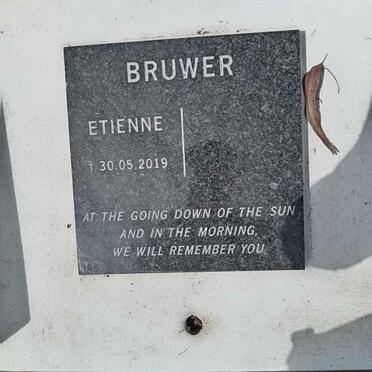 BRUWER
ETIENNE
† 30.05.2019
AT THE GOING DOWN OF THE SUN
AND IN THE MORNING,
WE WILL REMEMBER YOU